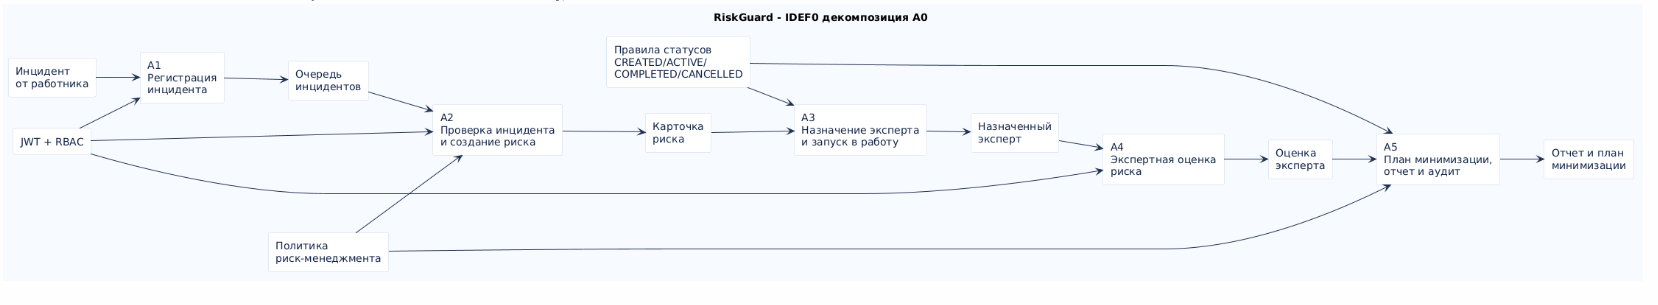 RiskGuard - IDEF0 декомпозиция A0
Инцидент
от работника
JWT + RBAC
A1
Регистрация
инцидента
Очередь
инцидентов
Политика
риск-менеджмента
A2
Проверка инцидента
и создание риска
Правила статусов
CREATED/ACTIVE/
COMPLETED/CANCELLED
Карточка
риска
A3
Назначение эксперта
и запуск в работу
Назначенный
эксперт
A4
Экспертная оценка
риска
Оценка
эксперта
A5
План минимизации,
отчет и аудит
Отчет и план
минимизации